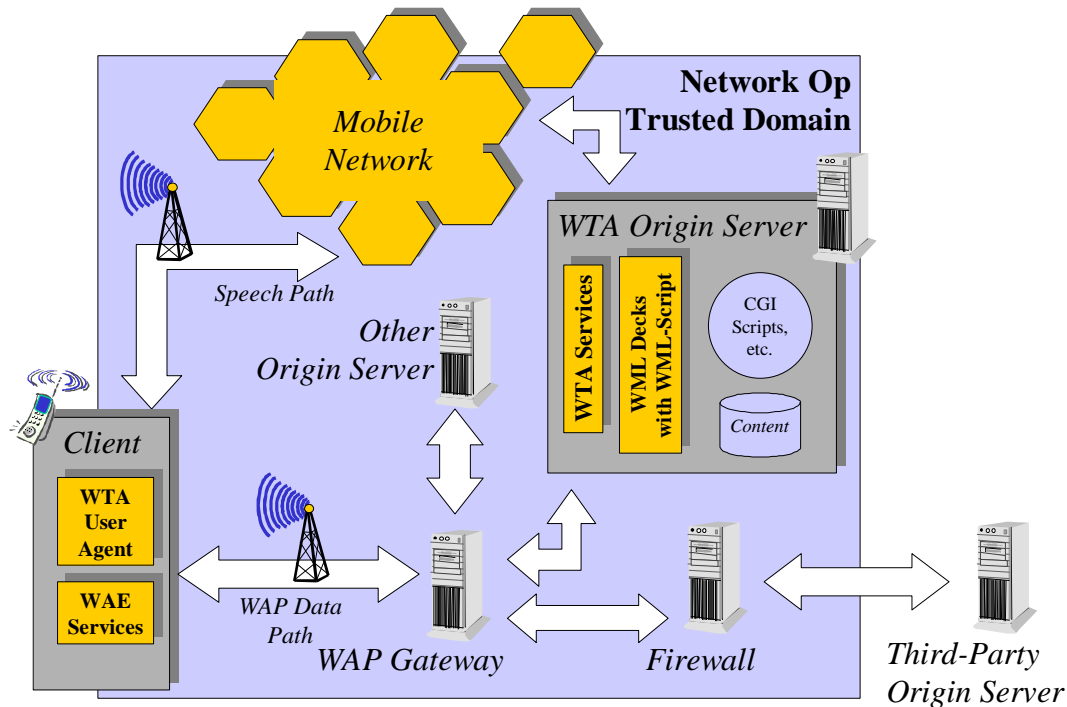 Network Op
Trusted Domain
Mobile
Network
WTA Origin Server
Speech Path
WTA Services
WML Decks
with WML-Script
CGI
Scripts,
etc.
Content
Other
Origin Server
Client
WTA
User
Agent
WAE
Services
WAP Data
Path
WAP Gateway
Firewall
Third-Party
Origin Server